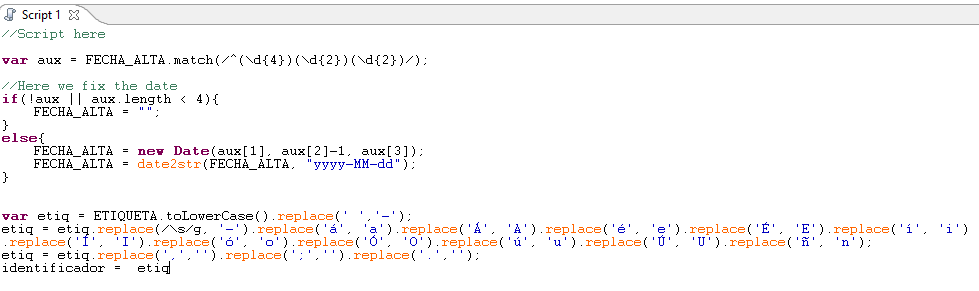 Script 1
//Script here
var aux = FECHA_ALTA.match(/^(\d{4})(\d{2})(\d{2})/);
//Here we fix the date
if(!aux || aux.length < 4){
FECHA_ALTA = "";
}
else{
FECHA_ALTA = new Date(aux[1], aux[2]-1, aux[3]);
FECHA_ALTA = date2str(FECHA_ALTA, "yyyy-MM-dd");
}
var etiq = ETIQUETA.toLowerCase().replace(' ','-');
etiq = etiq.replace(/\s/g, '-').replace('á', 'a').replace('Á', 'A').replace('é', 'e').replace('É', 'E').replace('í', 'i')
.replace('Í', 'I').replace('ó', 'o').replace('Ó', 'O').replace('ú', 'u').replace('Ú', 'U').replace('ñ', 'n');
etiq = etiq.replace(',','').replace(';','').replace('.','');
identificador = etiq